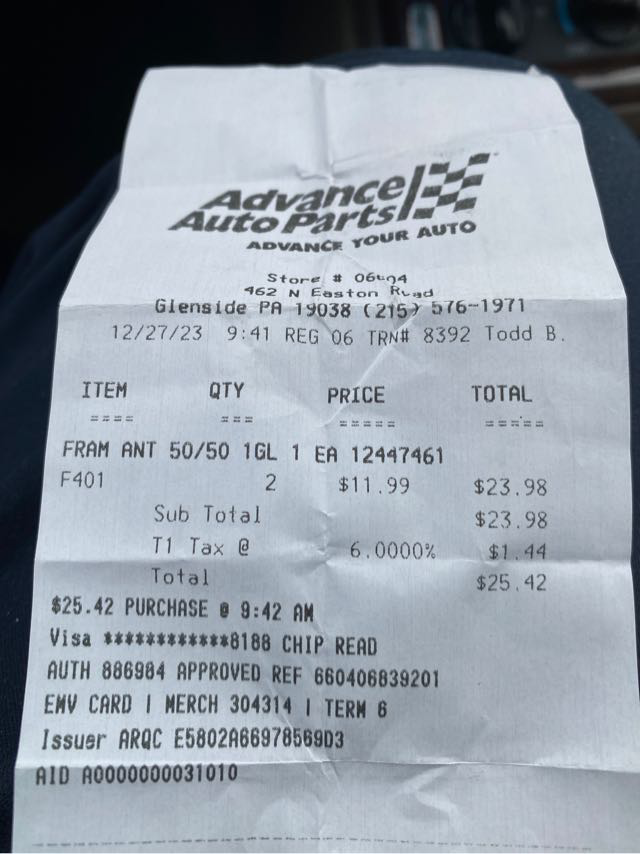 Advance
Auto Parts
ADVANCE YOUR AUTO
Store #
462 N Easton Road
Glenside PA 19038 (215) 576-1971
12/27/23 9:41 REG 06 TRN# 8392 Todd B.
ITEM QTY PRICE TOTAL
==== === ===== =====
FRAM ANT 50/50 1GL 1 EA 12447461
F401 2 $11.99 $23.98
Sub Total $23.98
T1 Tax @ 6.0000% $1.44
Total $25.42
$25.42 PURCHASE @ 9:42 AM
Visa ************8188 CHIP READ
AUTH 886984 APPROVED REF 660406839201
EMV CARD | MERCH 304314 | TERM 6
Issuer ARQC E5802A66978569D3
AID A0000000031010